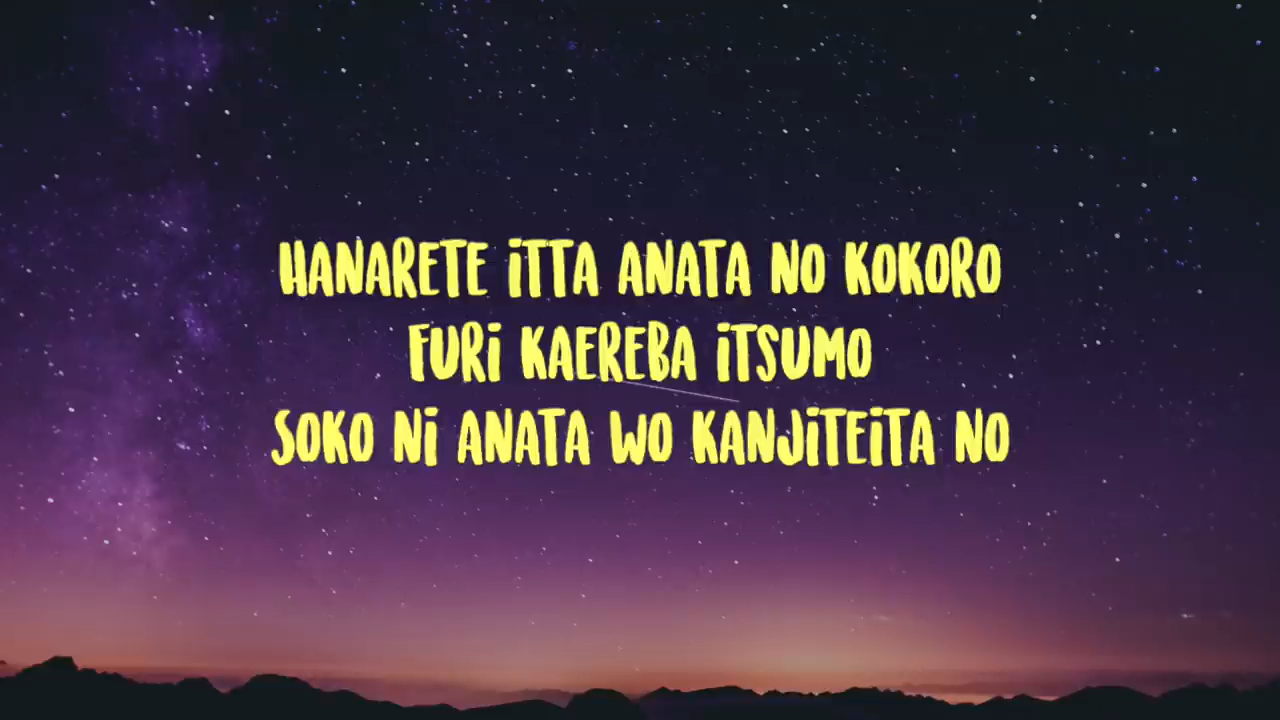 HANARETE iTTA ANATA NO KOKORO
FURi KAEREBA iTSUMO
SOKO Ni ANATA WO KANJiTEiTA NO